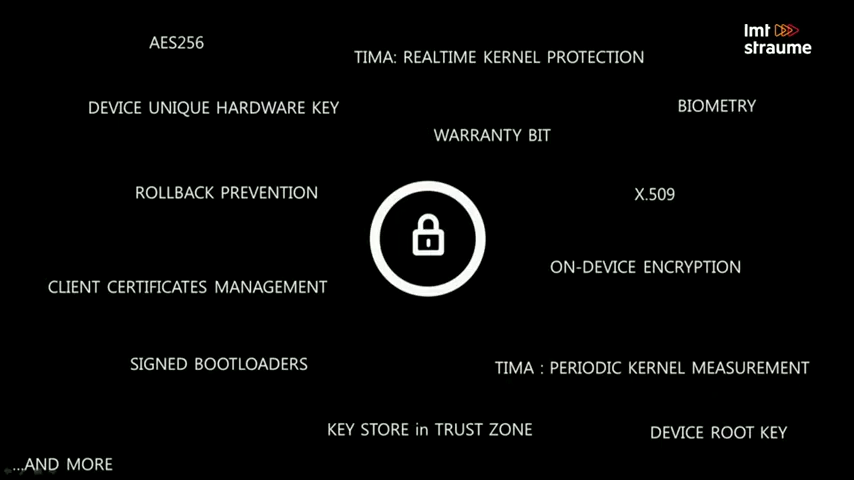 AES256
lmt
straume
TIMA: REALTIME KERNEL PROTECTION
DEVICE UNIQUE HARDWARE KEY
BIOMETRY
WARRANTY BIT
ROLLBACK PREVENTION
X.509
ON-DEVICE ENCRYPTION
CLIENT CERTIFICATES MANAGEMENT
SIGNED BOOTLOADERS
TIMA : PERIODIC KERNEL MEASUREMENT
KEY STORE in TRUST ZONE
DEVICE ROOT KEY
...AND MORE